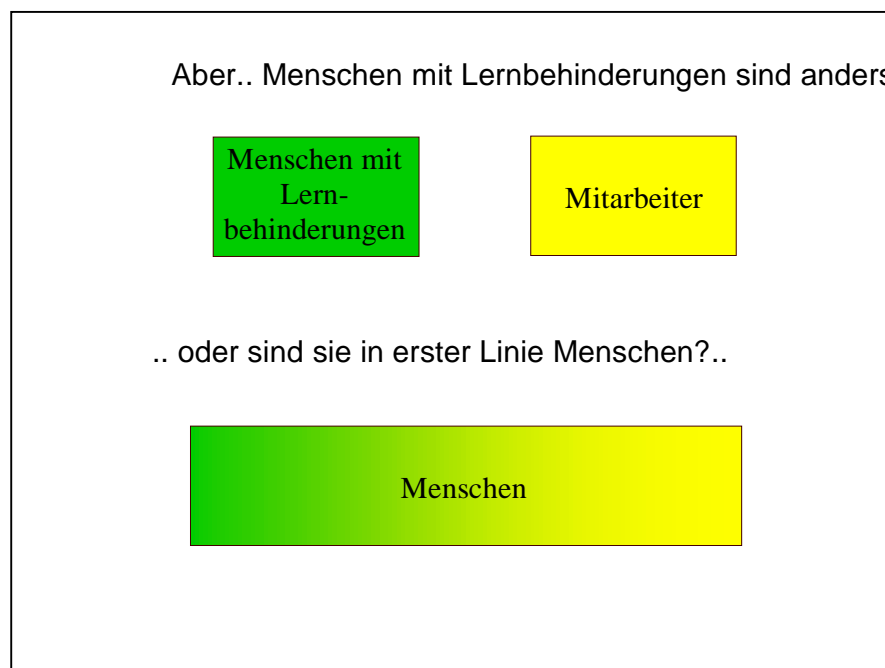 Aber.. Menschen mit Lernbehinderungen sind anders
Menschen mit
Lern-
behinderungen
Mitarbeiter
.. oder sind sie in erster Linie Menschen?..
Menschen